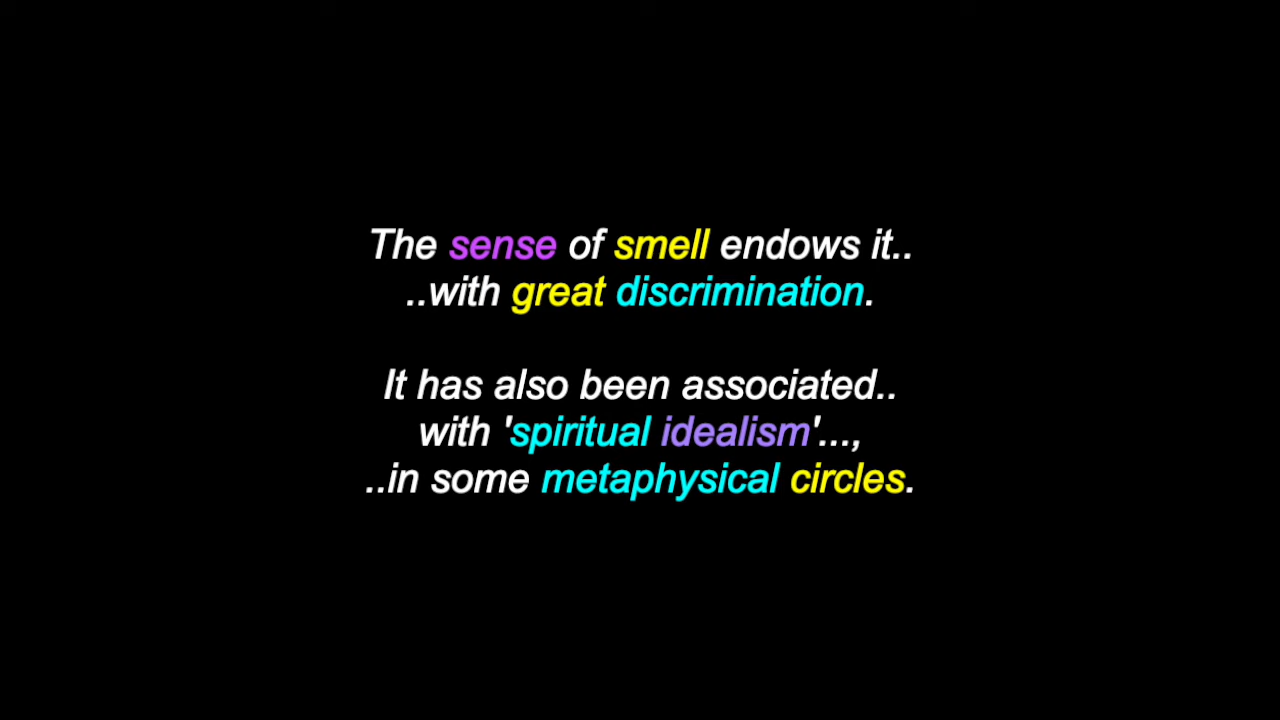 The sense of smell endows it..
..with great discrimination.
It has also been associated..
with 'spiritual idealism'...,
..in some metaphysical circles.